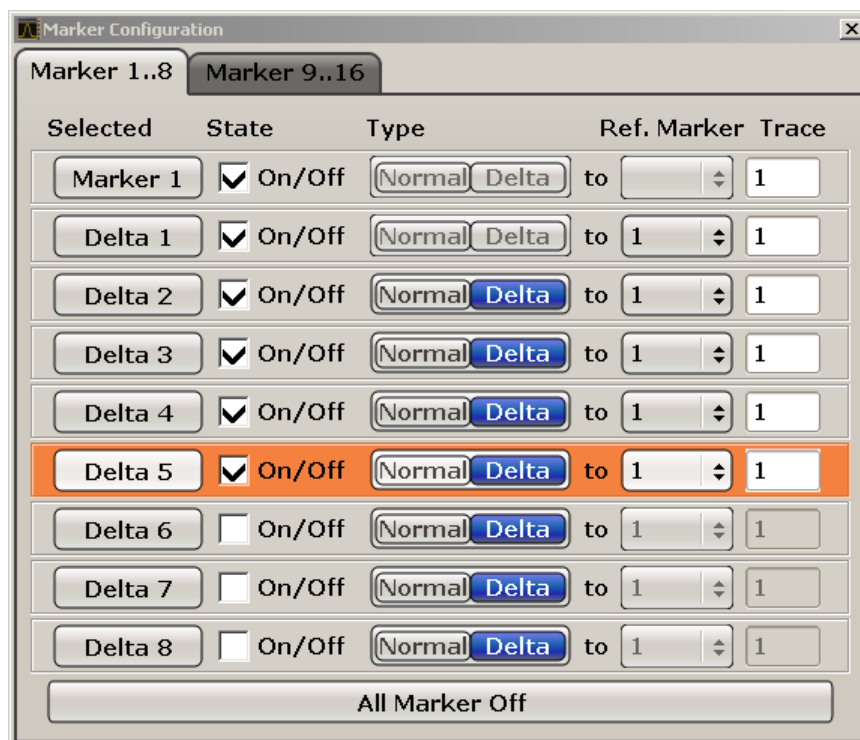 Marker Configuration
Marker 1..8 Marker 9..16
Selected State Type Ref. Marker Trace
Marker 1 On/Off Normal Delta to 1
Delta 1 On/Off Normal Delta to 1 1
Delta 2 On/Off Normal Delta to 1 1
Delta 3 On/Off Normal Delta to 1 1
Delta 4 On/Off Normal Delta to 1 1
Delta 5 On/Off Normal Delta to 1 1
Delta 6 On/Off Normal Delta to 1 1
Delta 7 On/Off Normal Delta to 1 1
Delta 8 On/Off Normal Delta to 1 1
All Marker Off